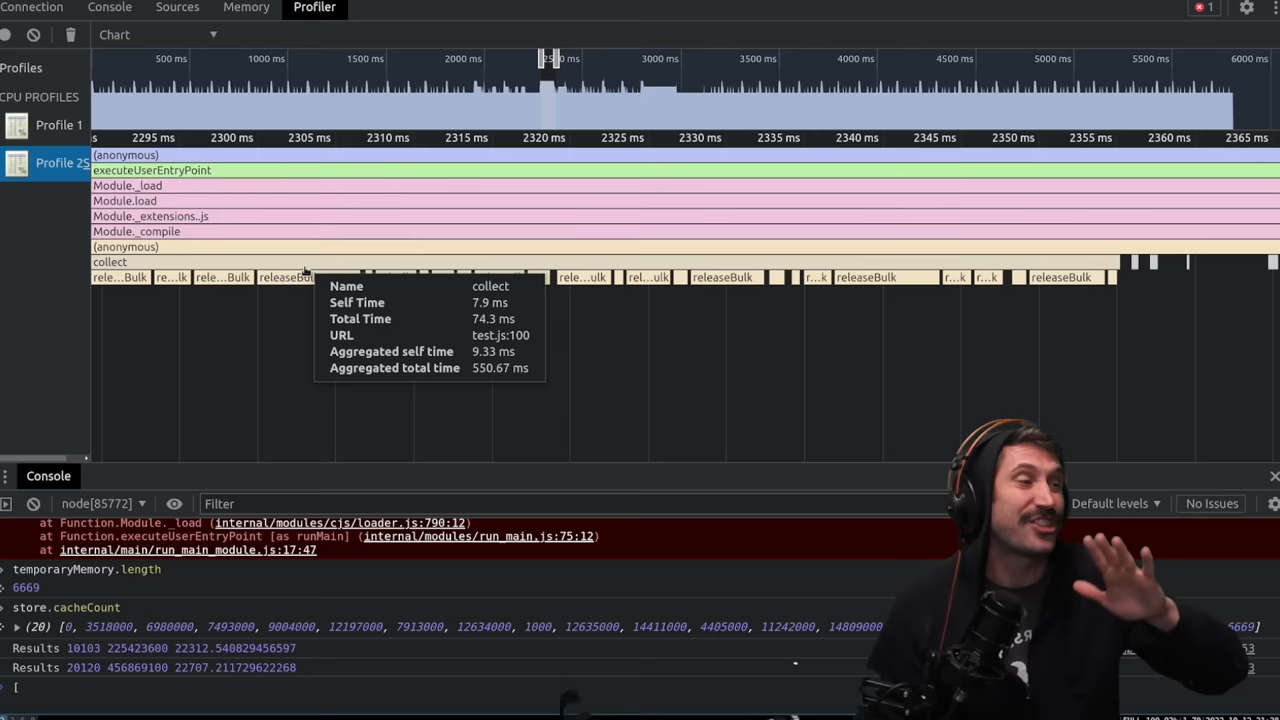 Connection Console Sources Memory Profiler 1
Chart
Profiles
CPU PROFILES
Profile 1
Profile 2
500 ms 1000 ms 1500 ms 2000 ms 3000 ms 3500 ms 4000 ms 4500 ms 5000 ms 5500 ms 6000 ms
2295 ms 2300 ms 2305 ms 2310 ms 2315 ms 2320 ms 2325 ms 2330 ms 2335 ms 2340 ms 2345 ms 2350 ms 2355 ms 2360 ms 2365 ms
(anonymous)
executeUserEntryPoint
Module._load
Module.load
Module._extensions..js
Module._compile
(anonymous)
collect
rele...Bulk re...lk rele...Bulk releaseBul rele...ulk rel...ulk releaseBulk r...k releaseBulk r...k r...k releaseBulk
Name collect
Self Time 7.9 ms
Total Time 74.3 ms
URL test.js:100
Aggregated self time 9.33 ms
Aggregated total time 550.67 ms
Console
node[85772] Filter Default levels No Issues
at Function.Module._load (internal/modules/cjs/loader.js:790:12)
at Function.executeUserEntryPoint [as runMain] (internal/modules/run_main.js:75:12)
at internal/main/run_main_module.js:17:47
temporaryMemory.length
6669
store.cacheCount
(20) [0, 3518000, 6980000, 7493000, 9004000, 12197000, 7913000, 12634000, 1000, 12635000, 14411000, 4405000, 11242000, 14809000 6669]
Results 10103 225423600 22312.540829456597
Results 20120 456869100 22707.211729622268
[